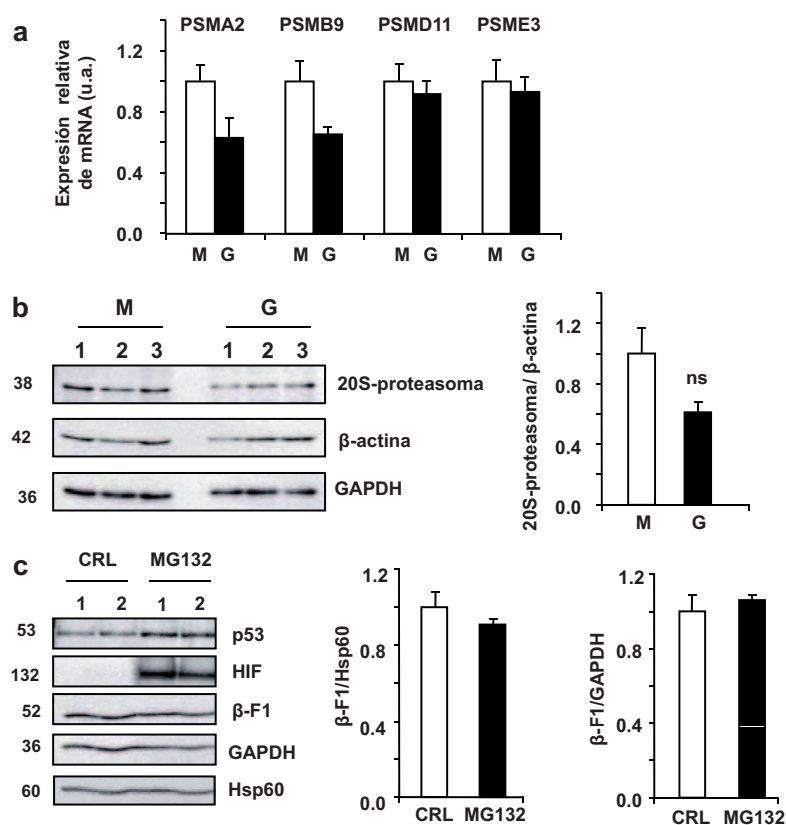 a
PSMA2 PSMB9 PSMD11 PSME3
Expresión relativa
de mRNA (u.a.)
1.2
0.8
0.4
0.0
M G M G M G M G
b
M G
1 2 3 1 2 3
38 20S-proteasoma
42 β-actina
36 GAPDH
20S-proteasoma/ β-actina
1.2
0.8
0.4
0.0
ns
M G
c
CRL MG132
1 2 1 2
53 p53
132 HIF
52 β-F1
36 GAPDH
60 Hsp60
β-F1/Hsp60
1.2
0.8
0.4
0.0
CRL MG132
β-F1/GAPDH
1.2
0.8
0.4
0.0
CRL MG132